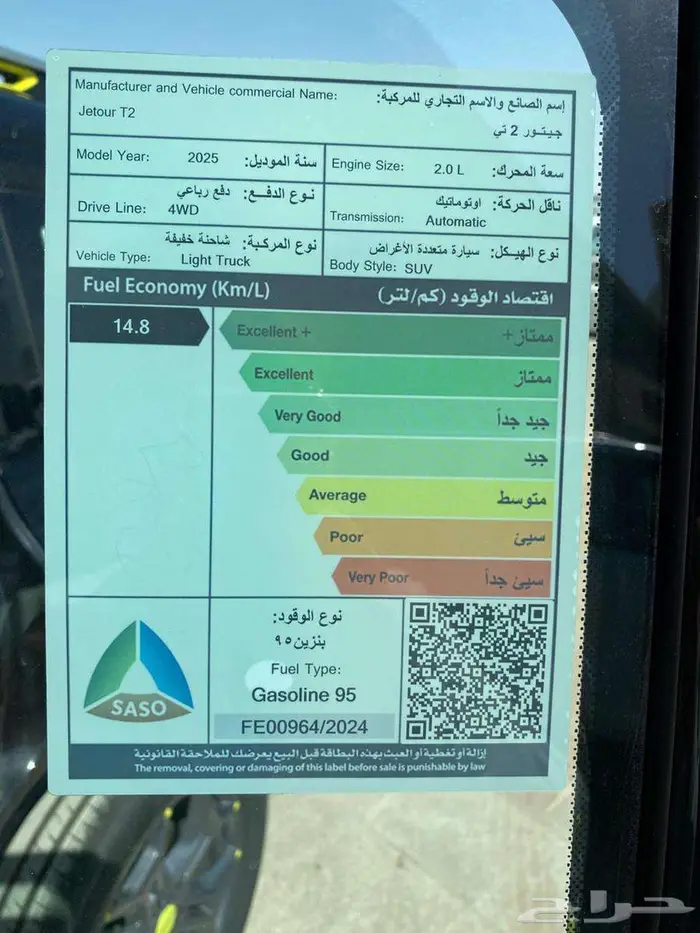 Manufacturer and Vehicle commercial Name: إسم الصانع والاسم التجاري للمركبة:
Jetour T2
جيتور 2 تي
Model Year: 2025 سنة الموديل:
Engine Size: 2.0 L سعة المحرك:
نوع الدفع: دفع رباعي
Drive Line: 4WD
ناقل الحركة: اوتوماتيك
Transmission: Automatic
نوع المركبة: شاحنة خفيفة
Vehicle Type: Light Truck
نوع الهيكل: سيارة متعددة الأغراض
Body Style: SUV
Fuel Economy (Km/L) اقتصاد الوقود (كم/لتر)
14.8
Excellent + ممتاز+
Excellent ممتاز
Very Good جيد جداً
Good جيد
Average متوسط
Poor سيئ
Very Poor سيئ جداً
SASO
نوع الوقود:
بنزين٩٥
Fuel Type:
Gasoline 95
FE00964/2024
إزالة أو تغطية أو العبث بهذه البطاقة قبل البيع يعرضك للملاحقة القانونية
The removal, covering or damaging of this label before sale is punishable by law
حراج